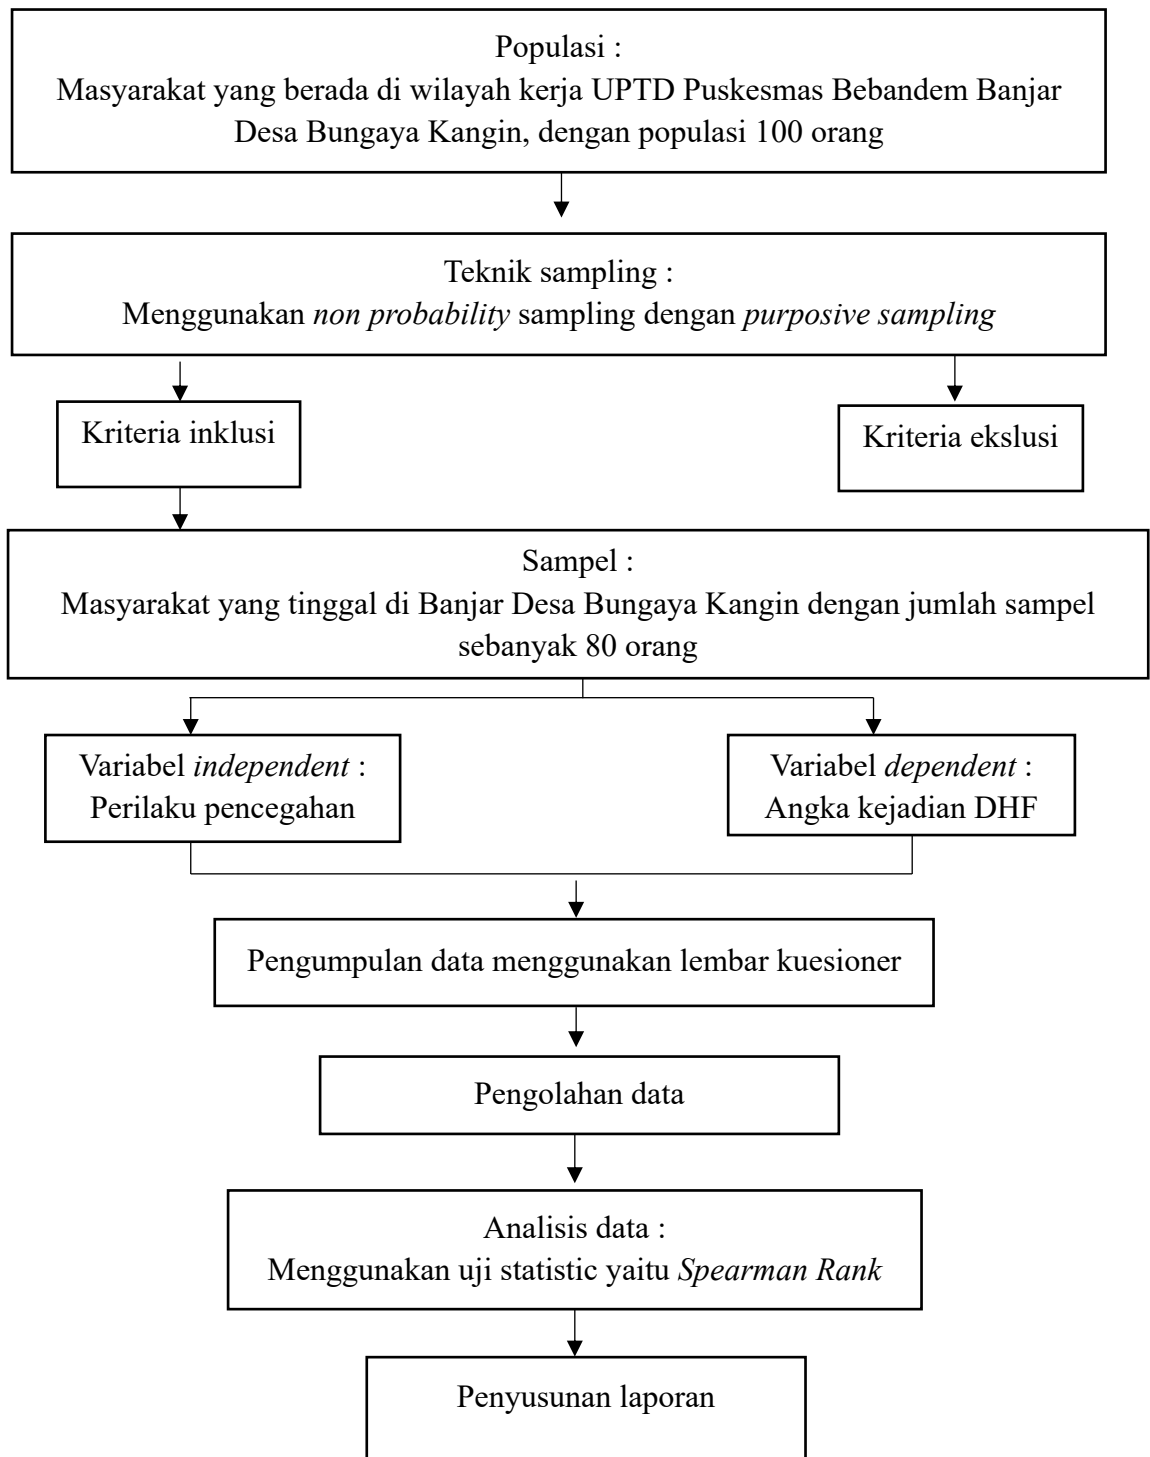 Populasi :
Masyarakat yang berada di wilayah kerja UPTD Puskesmas Bebandem Banjar
Desa Bungaya Kangin, dengan populasi 100 orang
Teknik sampling :
Menggunakan non probability sampling dengan purposive sampling
Kriteria inklusi
Kriteria ekslusi
Sampel :
Masyarakat yang tinggal di Banjar Desa Bungaya Kangin dengan jumlah sampel
sebanyak 80 orang
Variabel independent :
Perilaku pencegahan
Variabel dependent :
Angka kejadian DHF
Pengumpulan data menggunakan lembar kuesioner
Pengolahan data
Analisis data :
Menggunakan uji statistic yaitu Spearman Rank
Penyusunan laporan